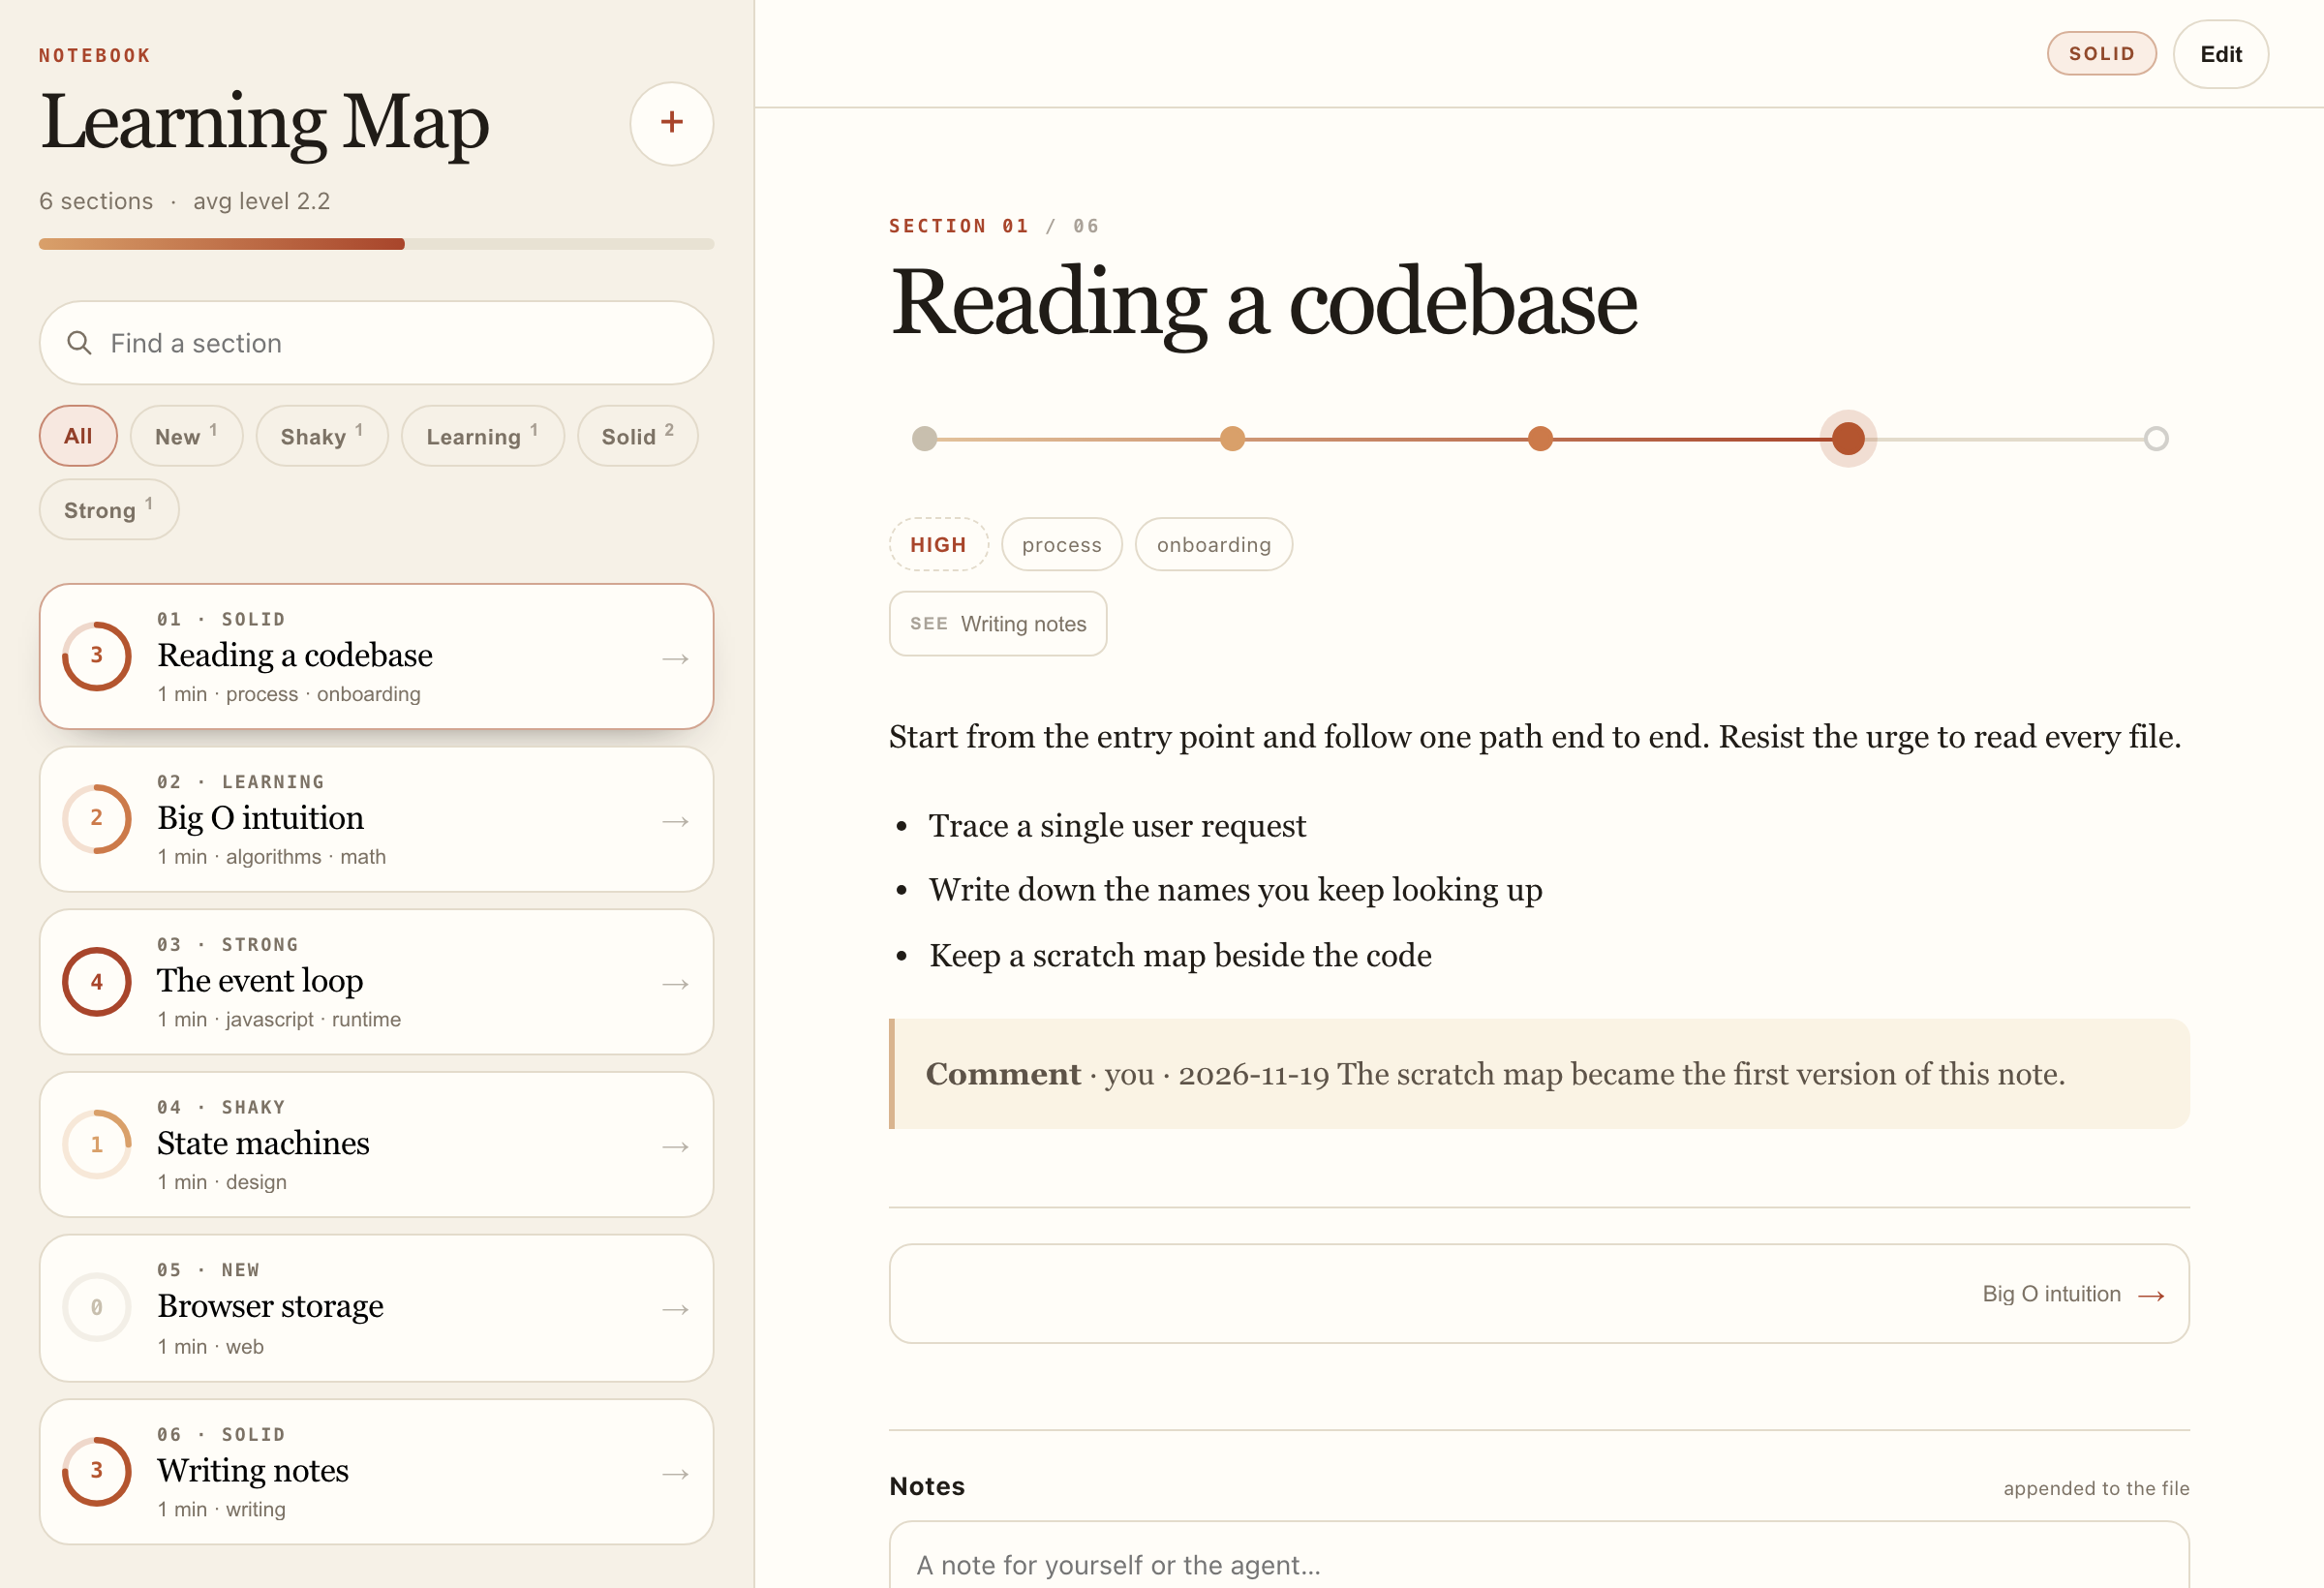 NOTEBOOK
Learning Map
+
6 sections · avg level 2.2
Find a section
All
New 1
Shaky 1
Learning 1
Solid 2
Strong 1
3
01 · SOLID
Reading a codebase
1 min · process · onboarding
→
2
02 · LEARNING
Big O intuition
1 min · algorithms · math
→
4
03 · STRONG
The event loop
1 min · javascript · runtime
→
1
04 · SHAKY
State machines
1 min · design
→
0
05 · NEW
Browser storage
1 min · web
→
3
06 · SOLID
Writing notes
1 min · writing
→
SOLID
Edit
SECTION 01 / 06
Reading a codebase
HIGH
process
onboarding
SEE Writing notes
Start from the entry point and follow one path end to end. Resist the urge to read every file.
• Trace a single user request
• Write down the names you keep looking up
• Keep a scratch map beside the code
Comment · you · 2026-11-19 The scratch map became the first version of this note.
Big O intuition →
Notes
appended to the file
A note for yourself or the agent...